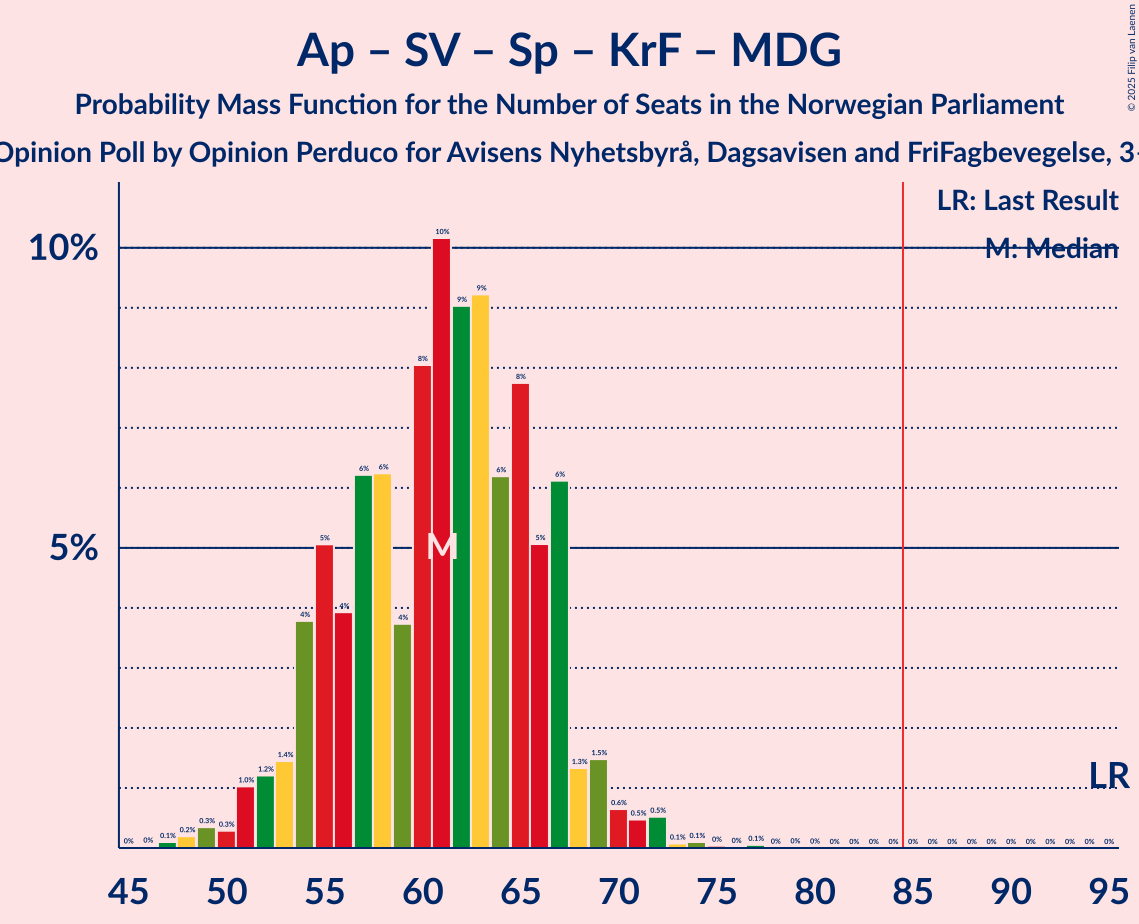 Ap – SV – Sp – KrF – MDG
Probability Mass Function for the Number of Seats in the Norwegian Parliament
Opinion Poll by Opinion Perduco for Avisens Nyhetsbyrå, Dagsavisen and FriFagbevegelse, 3-
© 2025 Filip van Laenen
LR: Last Result
M: Median
10%
5%
0% 0% 0.1% 0.2% 0.3% 0.3% 1.0% 1.2% 1.4% 4% 5% 4% 6% 6% 4% 8% 10% 9% 9% 6% 8% 5% 6% 1.3% 1.5% 0.6% 0.5% 0.5% 0.1% 0.1% 0% 0% 0.1% 0% 0% 0% 0% 0% 0% 0% 0% 0% 0% 0% 0% 0% 0% 0% 0% 0% 0%
M
LR
45 50 55 60 65 70 75 80 85 90 95